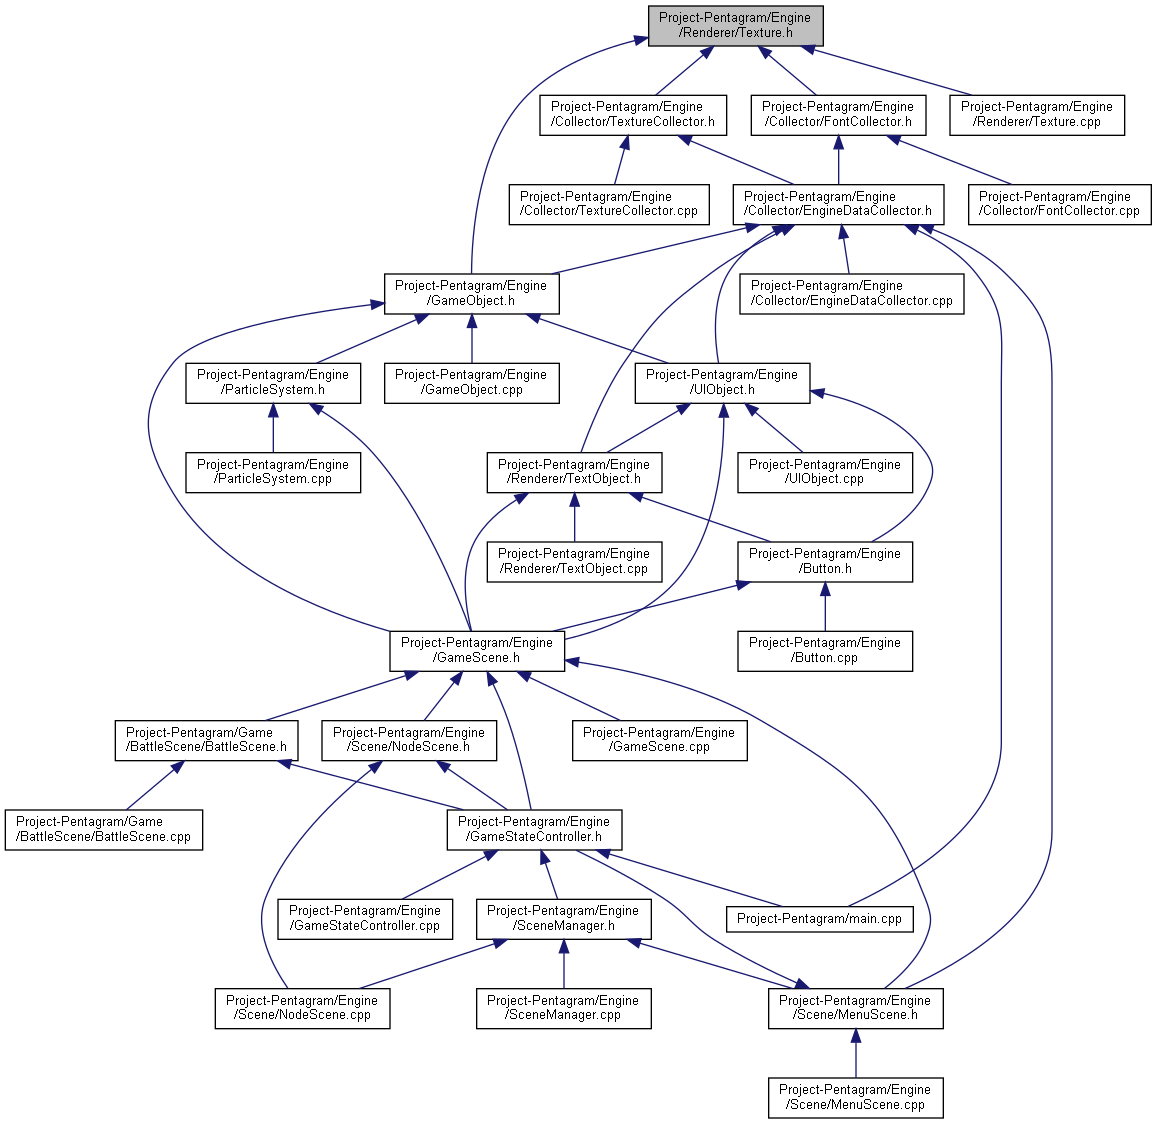 Project-Pentagram/Engine
/Renderer/Texture.h
Project-Pentagram/Engine
/Collector/TextureCollector.h
Project-Pentagram/Engine
/Collector/FontCollector.h
Project-Pentagram/Engine
/Renderer/Texture.cpp
Project-Pentagram/Engine
/Collector/TextureCollector.cpp
Project-Pentagram/Engine
/Collector/EngineDataCollector.h
Project-Pentagram/Engine
/Collector/FontCollector.cpp
Project-Pentagram/Engine
/GameObject.h
Project-Pentagram/Engine
/Collector/EngineDataCollector.cpp
Project-Pentagram/Engine
/ParticleSystem.h
Project-Pentagram/Engine
/GameObject.cpp
Project-Pentagram/Engine
/UIObject.h
Project-Pentagram/Engine
/ParticleSystem.cpp
Project-Pentagram/Engine
/Renderer/TextObject.h
Project-Pentagram/Engine
/UIObject.cpp
Project-Pentagram/Engine
/Renderer/TextObject.cpp
Project-Pentagram/Engine
/Button.h
Project-Pentagram/Engine
/GameScene.h
Project-Pentagram/Engine
/Button.cpp
Project-Pentagram/Game
/BattleScene/BattleScene.h
Project-Pentagram/Engine
/Scene/NodeScene.h
Project-Pentagram/Engine
/GameScene.cpp
Project-Pentagram/Game
/BattleScene/BattleScene.cpp
Project-Pentagram/Engine
/GameStateController.h
Project-Pentagram/Engine
/GameStateController.cpp
Project-Pentagram/Engine
/SceneManager.h
Project-Pentagram/main.cpp
Project-Pentagram/Engine
/Scene/NodeScene.cpp
Project-Pentagram/Engine
/SceneManager.cpp
Project-Pentagram/Engine
/Scene/MenuScene.h
Project-Pentagram/Engine
/Scene/MenuScene.cpp